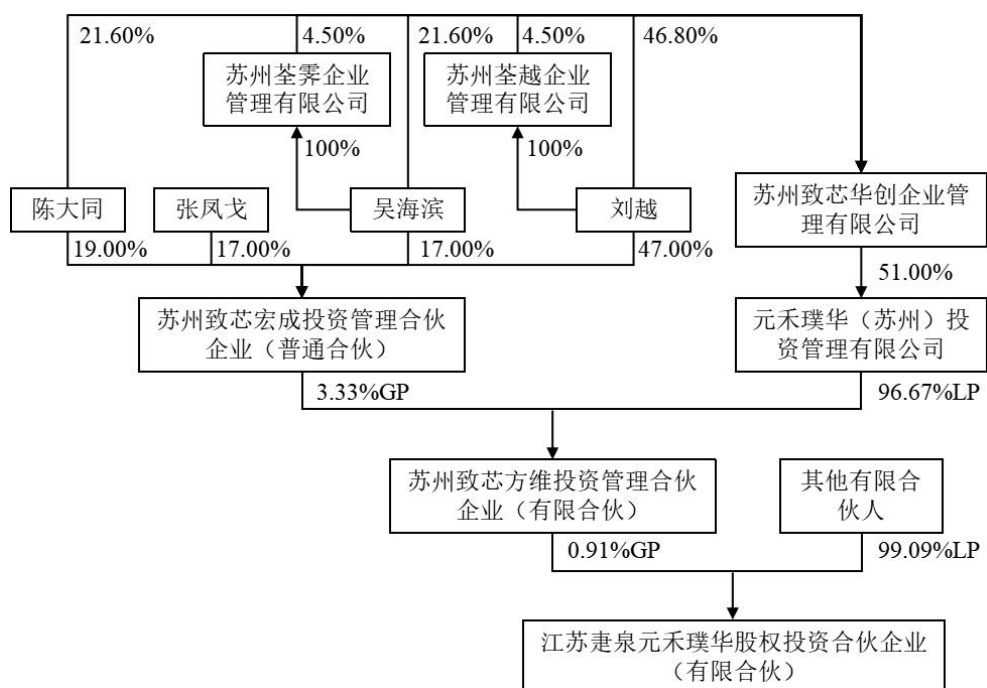 21.60%
4.50%
21.60%
4.50%
46.80%
苏州荃霁企业
管理有限公司
苏州荃越企业
管理有限公司
100%
100%
陈大同
张凤戈
吴海滨
刘越
苏州致芯华创企业管
理有限公司
19.00%
17.00%
17.00%
47.00%
51.00%
苏州致芯宏成投资管理合伙
企业（普通合伙）
元禾璞华（苏州）投
资管理有限公司
3.33%GP
96.67%LP
苏州致芯方维投资管理合伙
企业（有限合伙）
其他有限合
伙人
0.91%GP
99.09%LP
江苏疌泉元禾璞华股权投资合伙企业
（有限合伙）